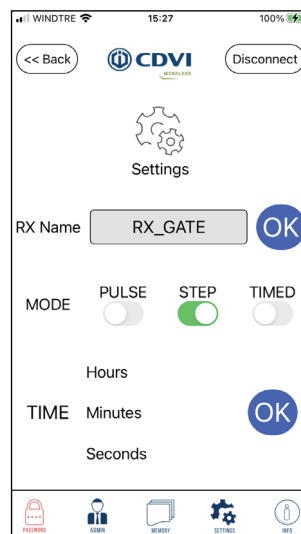 WINDTRE 15:27 100%
<< Back CDVI Disconnect
WIRELESS
Settings
RX Name RX_GATE OK
PULSE STEP TIMED
MODE
Hours
TIME Minutes OK
Seconds
PASSWORD ADMIN MEMORY SETTINGS INFO